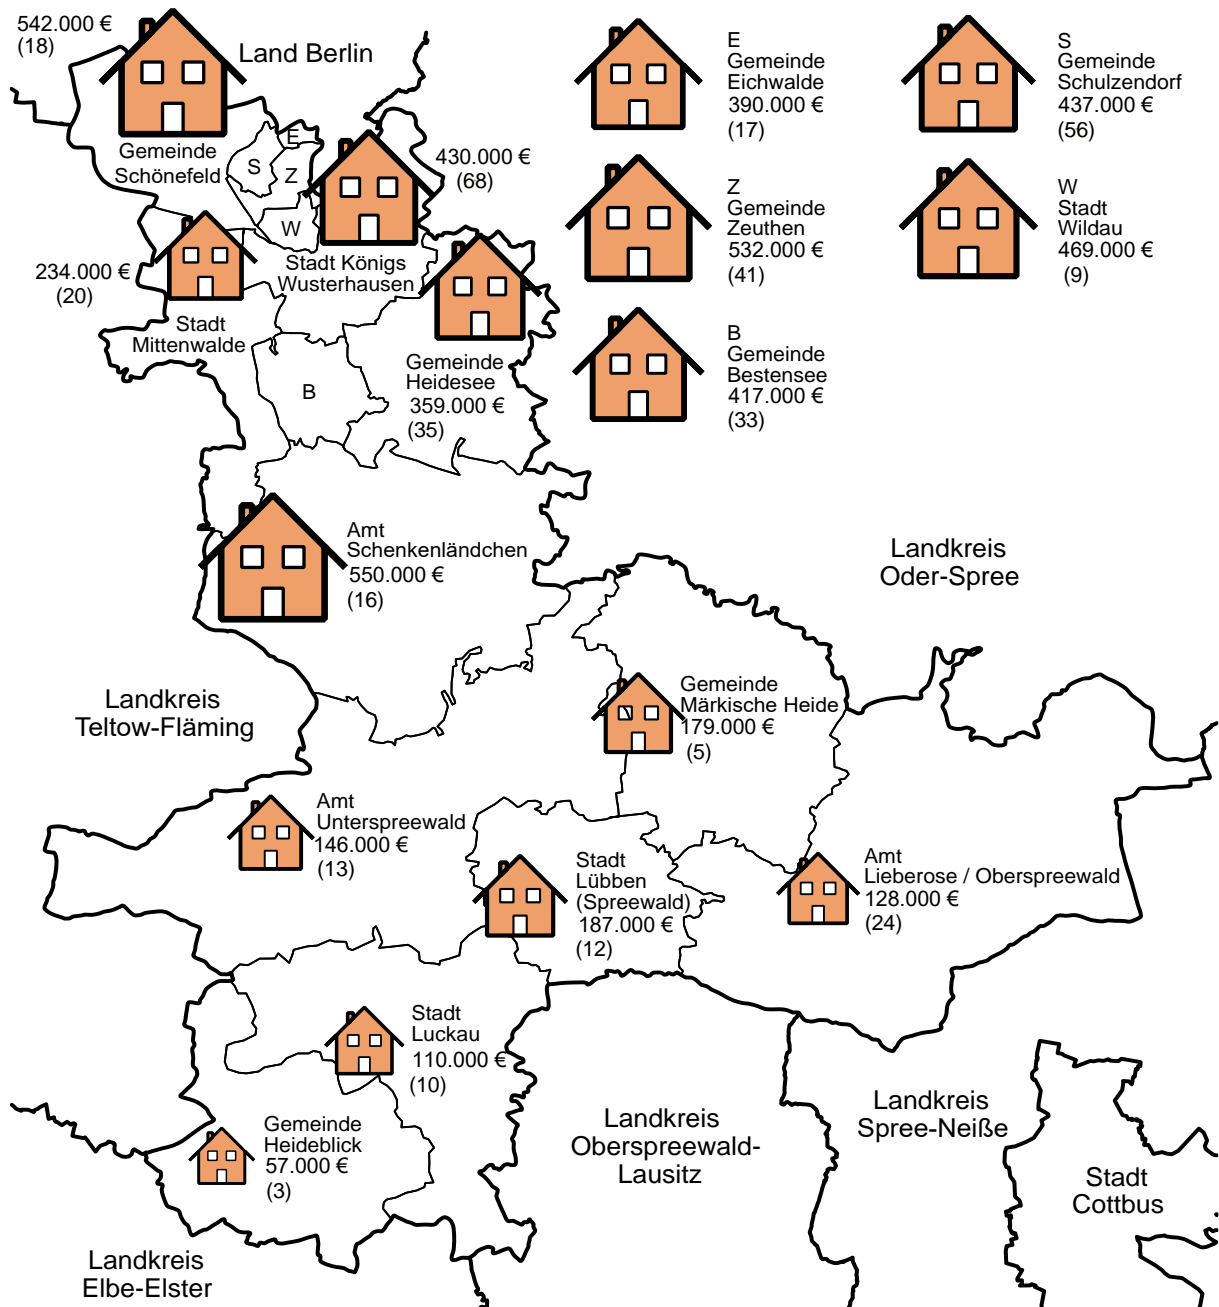 542.000 €
(18)
Land Berlin
E
Gemeinde
Eichwalde
390.000 €
(17)
S
Gemeinde
Schulzendorf
437.000 €
(56)
Gemeinde
Schönefeld
E
S
Z
W
430.000 €
(68)
Z
Gemeinde
Zeuthen
532.000 €
(41)
W
Stadt
Wildau
469.000 €
(9)
234.000 €
(20)
Stadt Königs
Wusterhausen
Stadt
Mittenwalde
B
Gemeinde
Heidesee
359.000 €
(35)
B
Gemeinde
Bestensee
417.000 €
(33)
Amt
Schenkenländchen
550.000 €
(16)
Landkreis
Oder-Spree
Landkreis
Teltow-Fläming
Gemeinde
Märkische Heide
179.000 €
(5)
Amt
Unterspreewald
146.000 €
(13)
Stadt
Lübben
(Spreewald)
187.000 €
(12)
Amt
Lieberose / Oberspreewald
128.000 €
(24)
Stadt
Luckau
110.000 €
(10)
Gemeinde
Heideblick
57.000 €
(3)
Landkreis
Oberspreewald-
Lausitz
Landkreis
Spree-Neiße
Stadt
Cottbus
Landkreis
Elbe-Elster